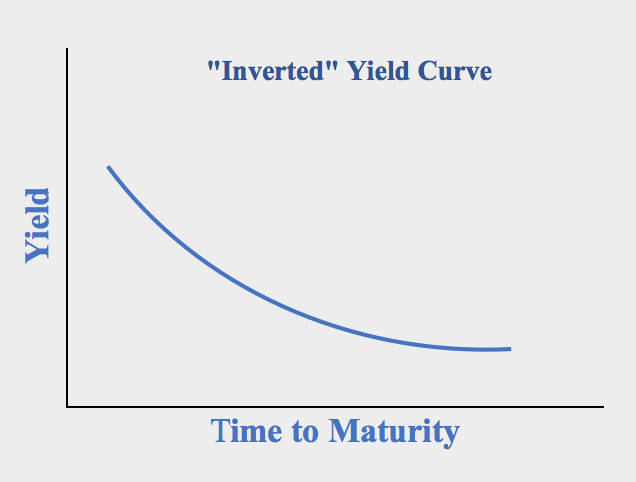 "Inverted" Yield Curve
Yield
Time to Maturity